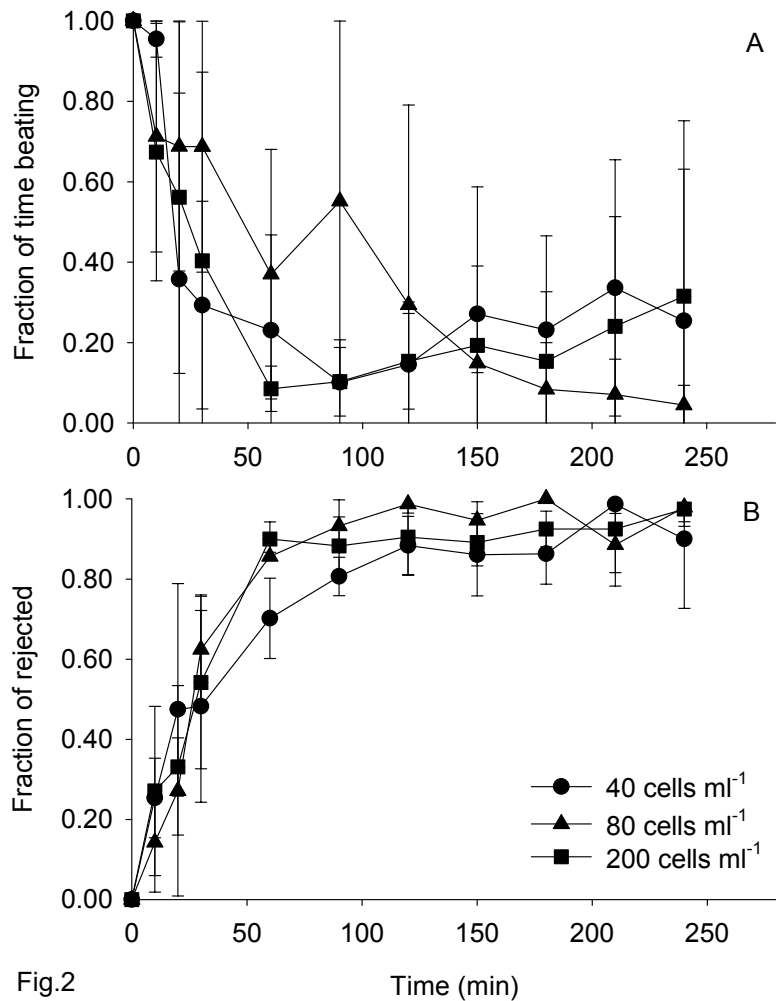 1.00
A
0.80
0.60
0.40
0.20
0.00
Fraction of time beating
0 50 100 150 200 250
1.00
B
0.80
0.60
0.40
0.20
0.00
Fraction of rejected
40 cells ml⁻¹
80 cells ml⁻¹
200 cells ml⁻¹
0 50 100 150 200 250
Fig.2 Time (min)